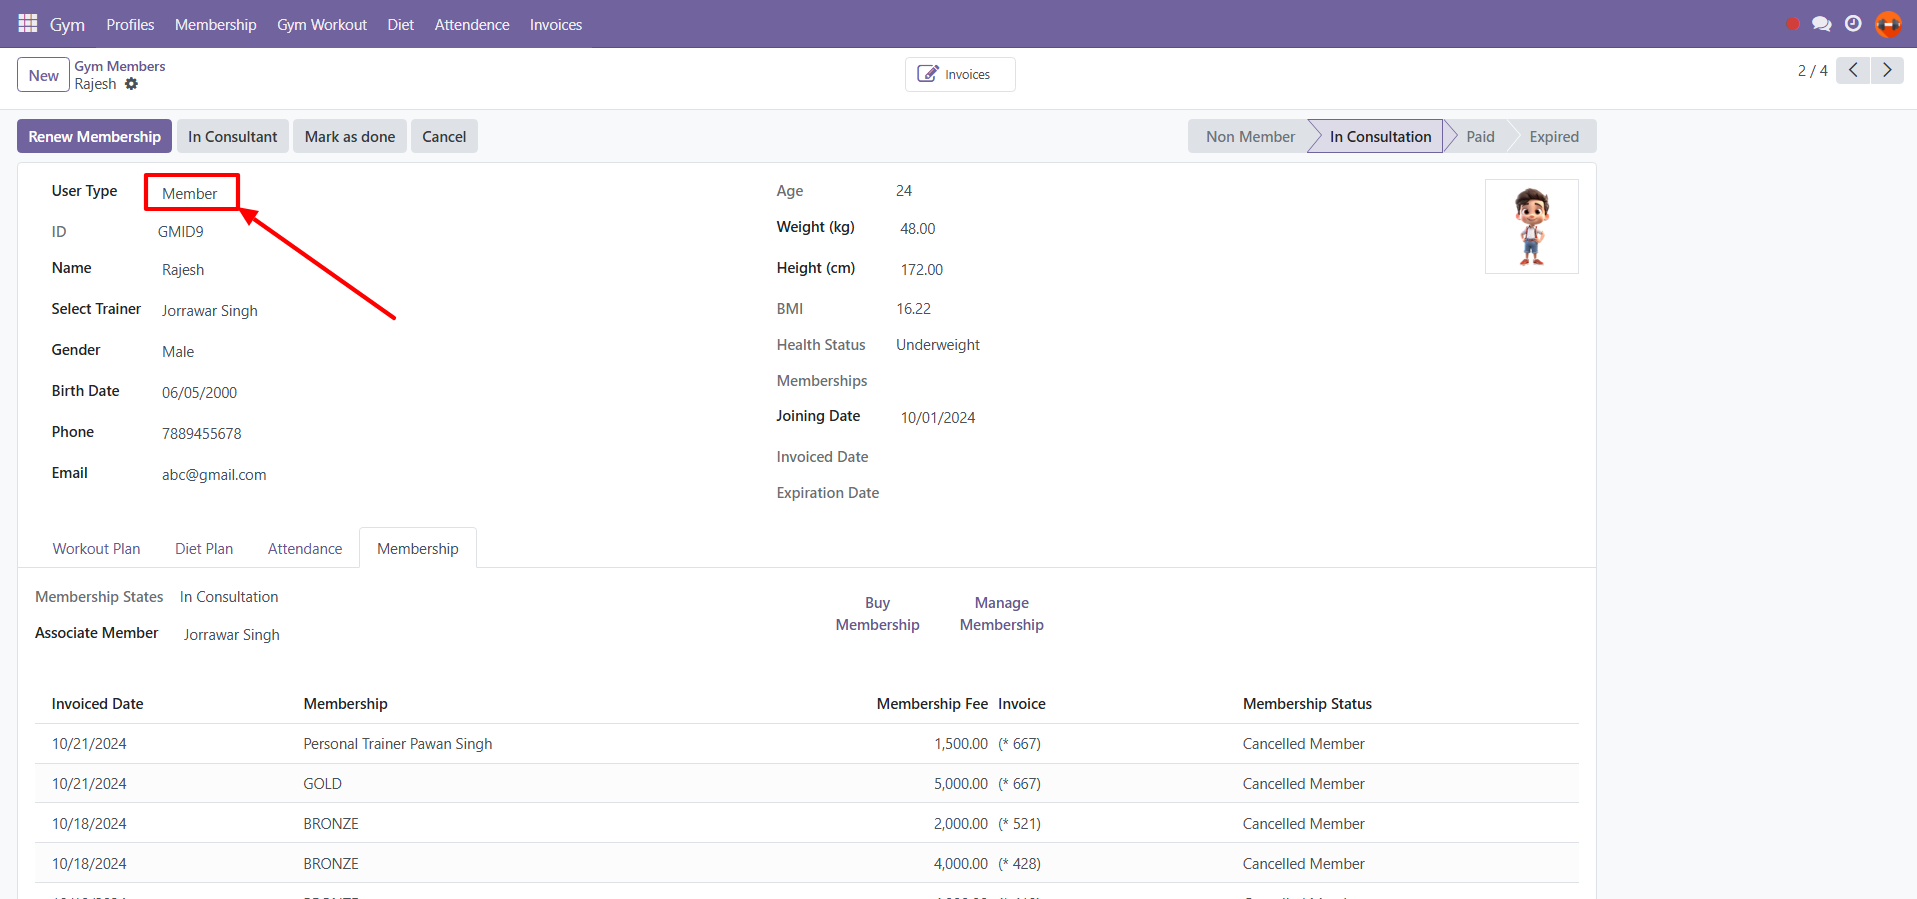 Gym Profiles Membership Gym Workout Diet Attendence Invoices
New Gym Members
Rajesh
Invoices
2 / 4
Renew Membership In Consultant Mark as done Cancel
Non Member In Consultation Paid Expired
User Type Member
ID GMID9
Name Rajesh
Select Trainer Jorrawar Singh
Gender Male
Birth Date 06/05/2000
Phone 7889455678
Email abc@gmail.com
Age 24
Weight (kg) 48.00
Height (cm) 172.00
BMI 16.22
Health Status Underweight
Memberships
Joining Date 10/01/2024
Invoiced Date
Expiration Date
Workout Plan Diet Plan Attendance Membership
Membership States In Consultation
Associate Member Jorrawar Singh
Buy
Membership
Manage
Membership
Invoiced Date Membership Membership Fee Invoice Membership Status
10/21/2024 Personal Trainer Pawan Singh 1,500.00 (* 667) Cancelled Member
10/21/2024 GOLD 5,000.00 (* 667) Cancelled Member
10/18/2024 BRONZE 2,000.00 (* 521) Cancelled Member
10/18/2024 BRONZE 4,000.00 (* 428) Cancelled Member